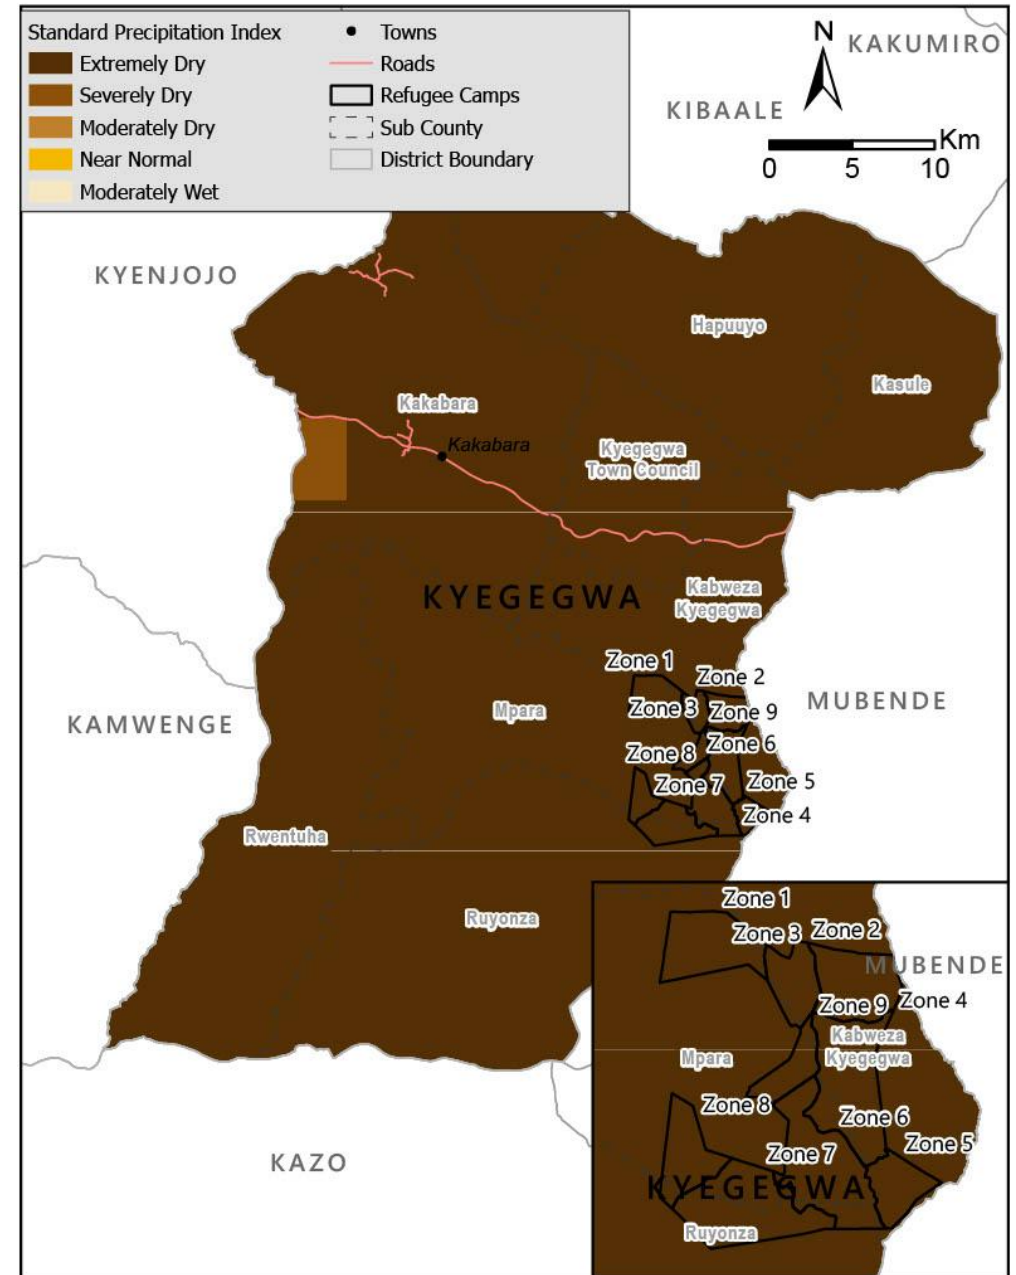 Standard Precipitation Index
Extremely Dry
Severely Dry
Moderately Dry
Near Normal
Moderately Wet
Towns
Roads
Refugee Camps
Sub County
District Boundary
N
Km
0 5 10
KAKUMIRO
KIBAALE
KYENJOJO
Hapuuyo
Kasule
Kakabara
Kakabara
Kyegegwa
Town Council
KYEGEGWA
Kabweza
Kyegegwa
Zone 1
Zone 2
Zone 3
Zone 9
Zone 6
Zone 8
Zone 7
Zone 5
Zone 4
Mpara
MUBENDE
KAMWENGE
Rwentuha
Ruyonza
KAZO
Zone 1
Zone 3
Zone 2
MUBENDE
Zone 9
Zone 4
Kabweza
Kyegegwa
Mpara
Zone 8
Zone 6
Zone 5
Zone 7
KYEGEGWA
Ruyonza